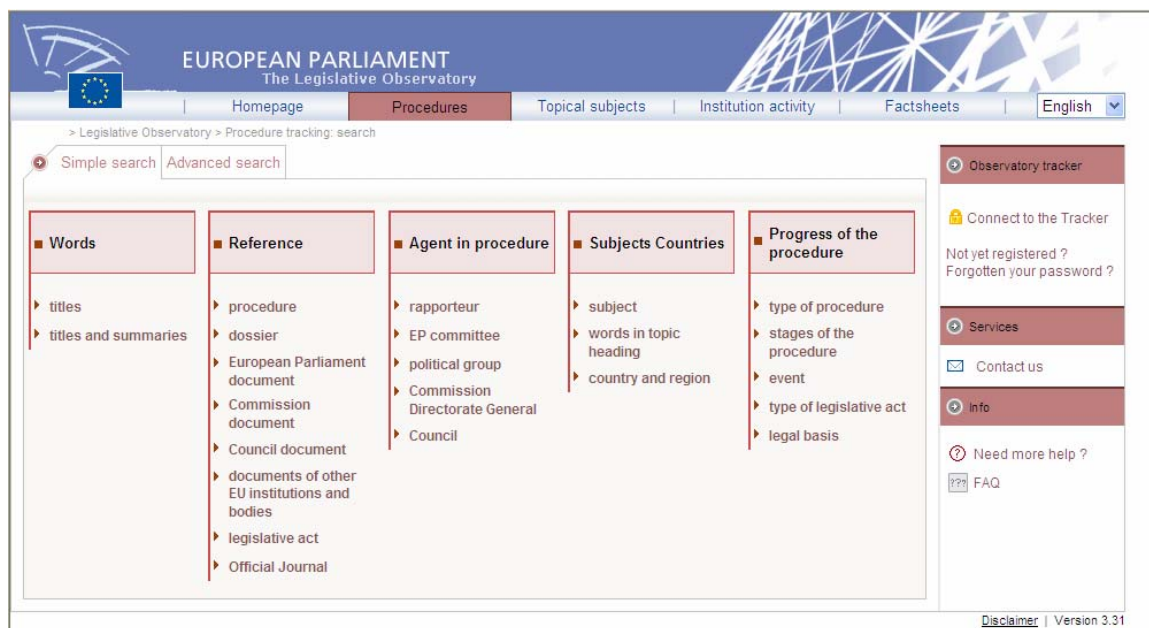 EUROPEAN PARLIAMENT
The Legislative Observatory
Homepage | Procedures | Topical subjects | Institution activity | Factsheets | English
> Legislative Observatory > Procedure tracking: search
Simple search Advanced search
Words
titles
titles and summaries
Reference
procedure
dossier
European Parliament
document
Commission
document
Council document
documents of other
EU institutions and
bodies
legislative act
Official Journal
Agent in procedure
rapporteur
EP committee
political group
Commission
Directorate General
Council
Subjects Countries
subject
words in topic
heading
country and region
Progress of the
procedure
type of procedure
stages of the
procedure
event
type of legislative act
legal basis
Observatory tracker
Connect to the Tracker
Not yet registered ?
Forgotten your password ?
Services
Contact us
Info
? Need more help ?
??? FAQ
Disclaimer | Version 3.31